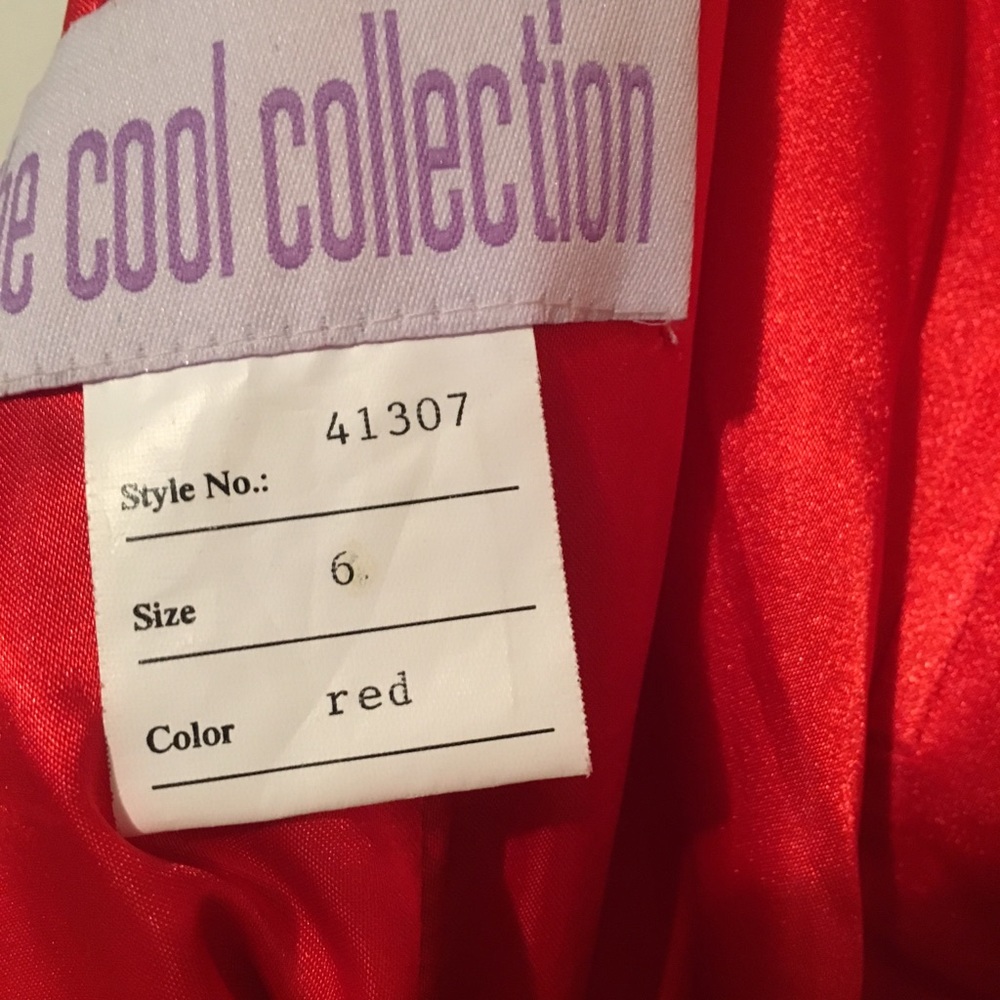 cool collection
41307
Style No.:
6
Size
red
Color